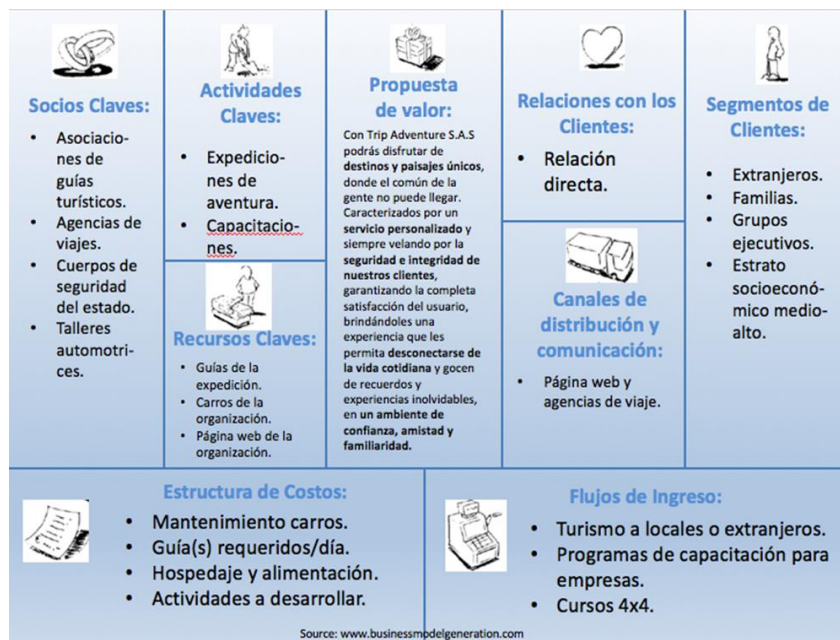 Socios Claves:
• Asociacio-
nes de
guías
turísticos.
• Agencias de
viajes.
• Cuerpos de
seguridad
del estado.
• Talleres
automotri-
ces.
Actividades
Claves:
• Expedicio-
nes de
aventura.
• Capacitacio-
nes.
Recursos Claves:
• Guías de la
expedición.
• Carros de la
organización.
• Página web de la
organización.
Propuesta
de valor:
Con Trip Adventure S.A.S
podrás disfrutar de
destinos y paisajes únicos,
donde el común de la
gente no puede llegar.
Caracterizados por un
servicio personalizado y
siempre velando por la
seguridad e integridad de
nuestros clientes,
garantizando la completa
satisfacción del usuario,
brindándoles una
experiencia que les
permita desconectarse de
la vida cotidiana y gocen
de recuerdos y
experiencias inolvidables,
en un ambiente de
confianza, amistad y
familiaridad.
Relaciones con los
Clientes:
• Relación
directa.
Canales de
distribución y
comunicación:
• Página web y
agencias de viaje.
Segmentos de
Clientes:
• Extranjeros.
• Familias.
• Grupos
ejecutivos.
• Estrato
socioeconó-
mico medio-
alto.
Estructura de Costos:
• Mantenimiento carros.
• Guía(s) requeridos/día.
• Hospedaje y alimentación.
• Actividades a desarrollar.
Flujos de Ingreso:
• Turismo a locales o extranjeros.
• Programas de capacitación para
empresas.
• Cursos 4x4.
Source: www.businessmodelgeneration.com